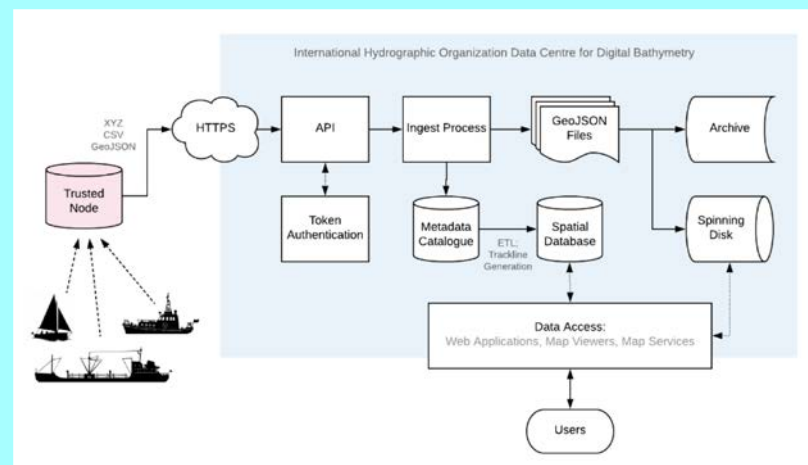 International Hydrographic Organization Data Centre for Digital Bathymetry
XYZ
CSV
GeoJSON
HTTPS
API
Ingest Process
GeoJSON
Files
Archive
Trusted
Node
Token
Authentication
Metadata
Catalogue
ETL;
Trackline
Generation
Spatial
Database
Spinning
Disk
Data Access:
Web Applications, Map Viewers, Map Services
Users